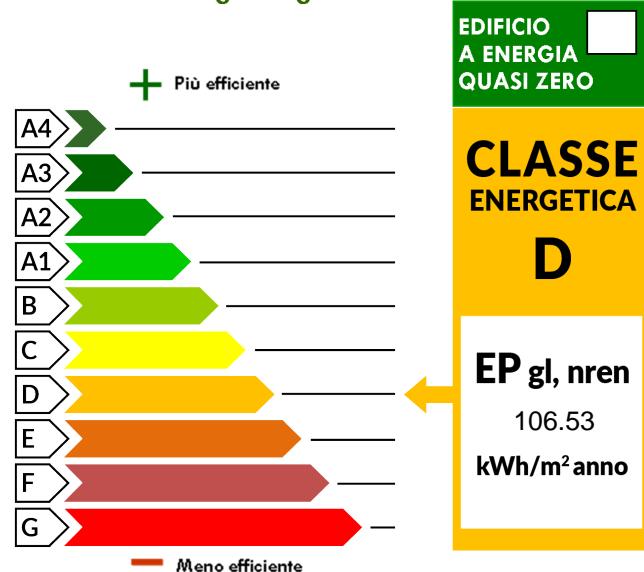 EDIFICIO
A ENERGIA
QUASI ZERO
Più efficiente
A4
A3
A2
A1
B
C
D
E
F
G
Meno efficiente
CLASSE
ENERGETICA
D
EP gl, nren
106.53
kWh/m² anno